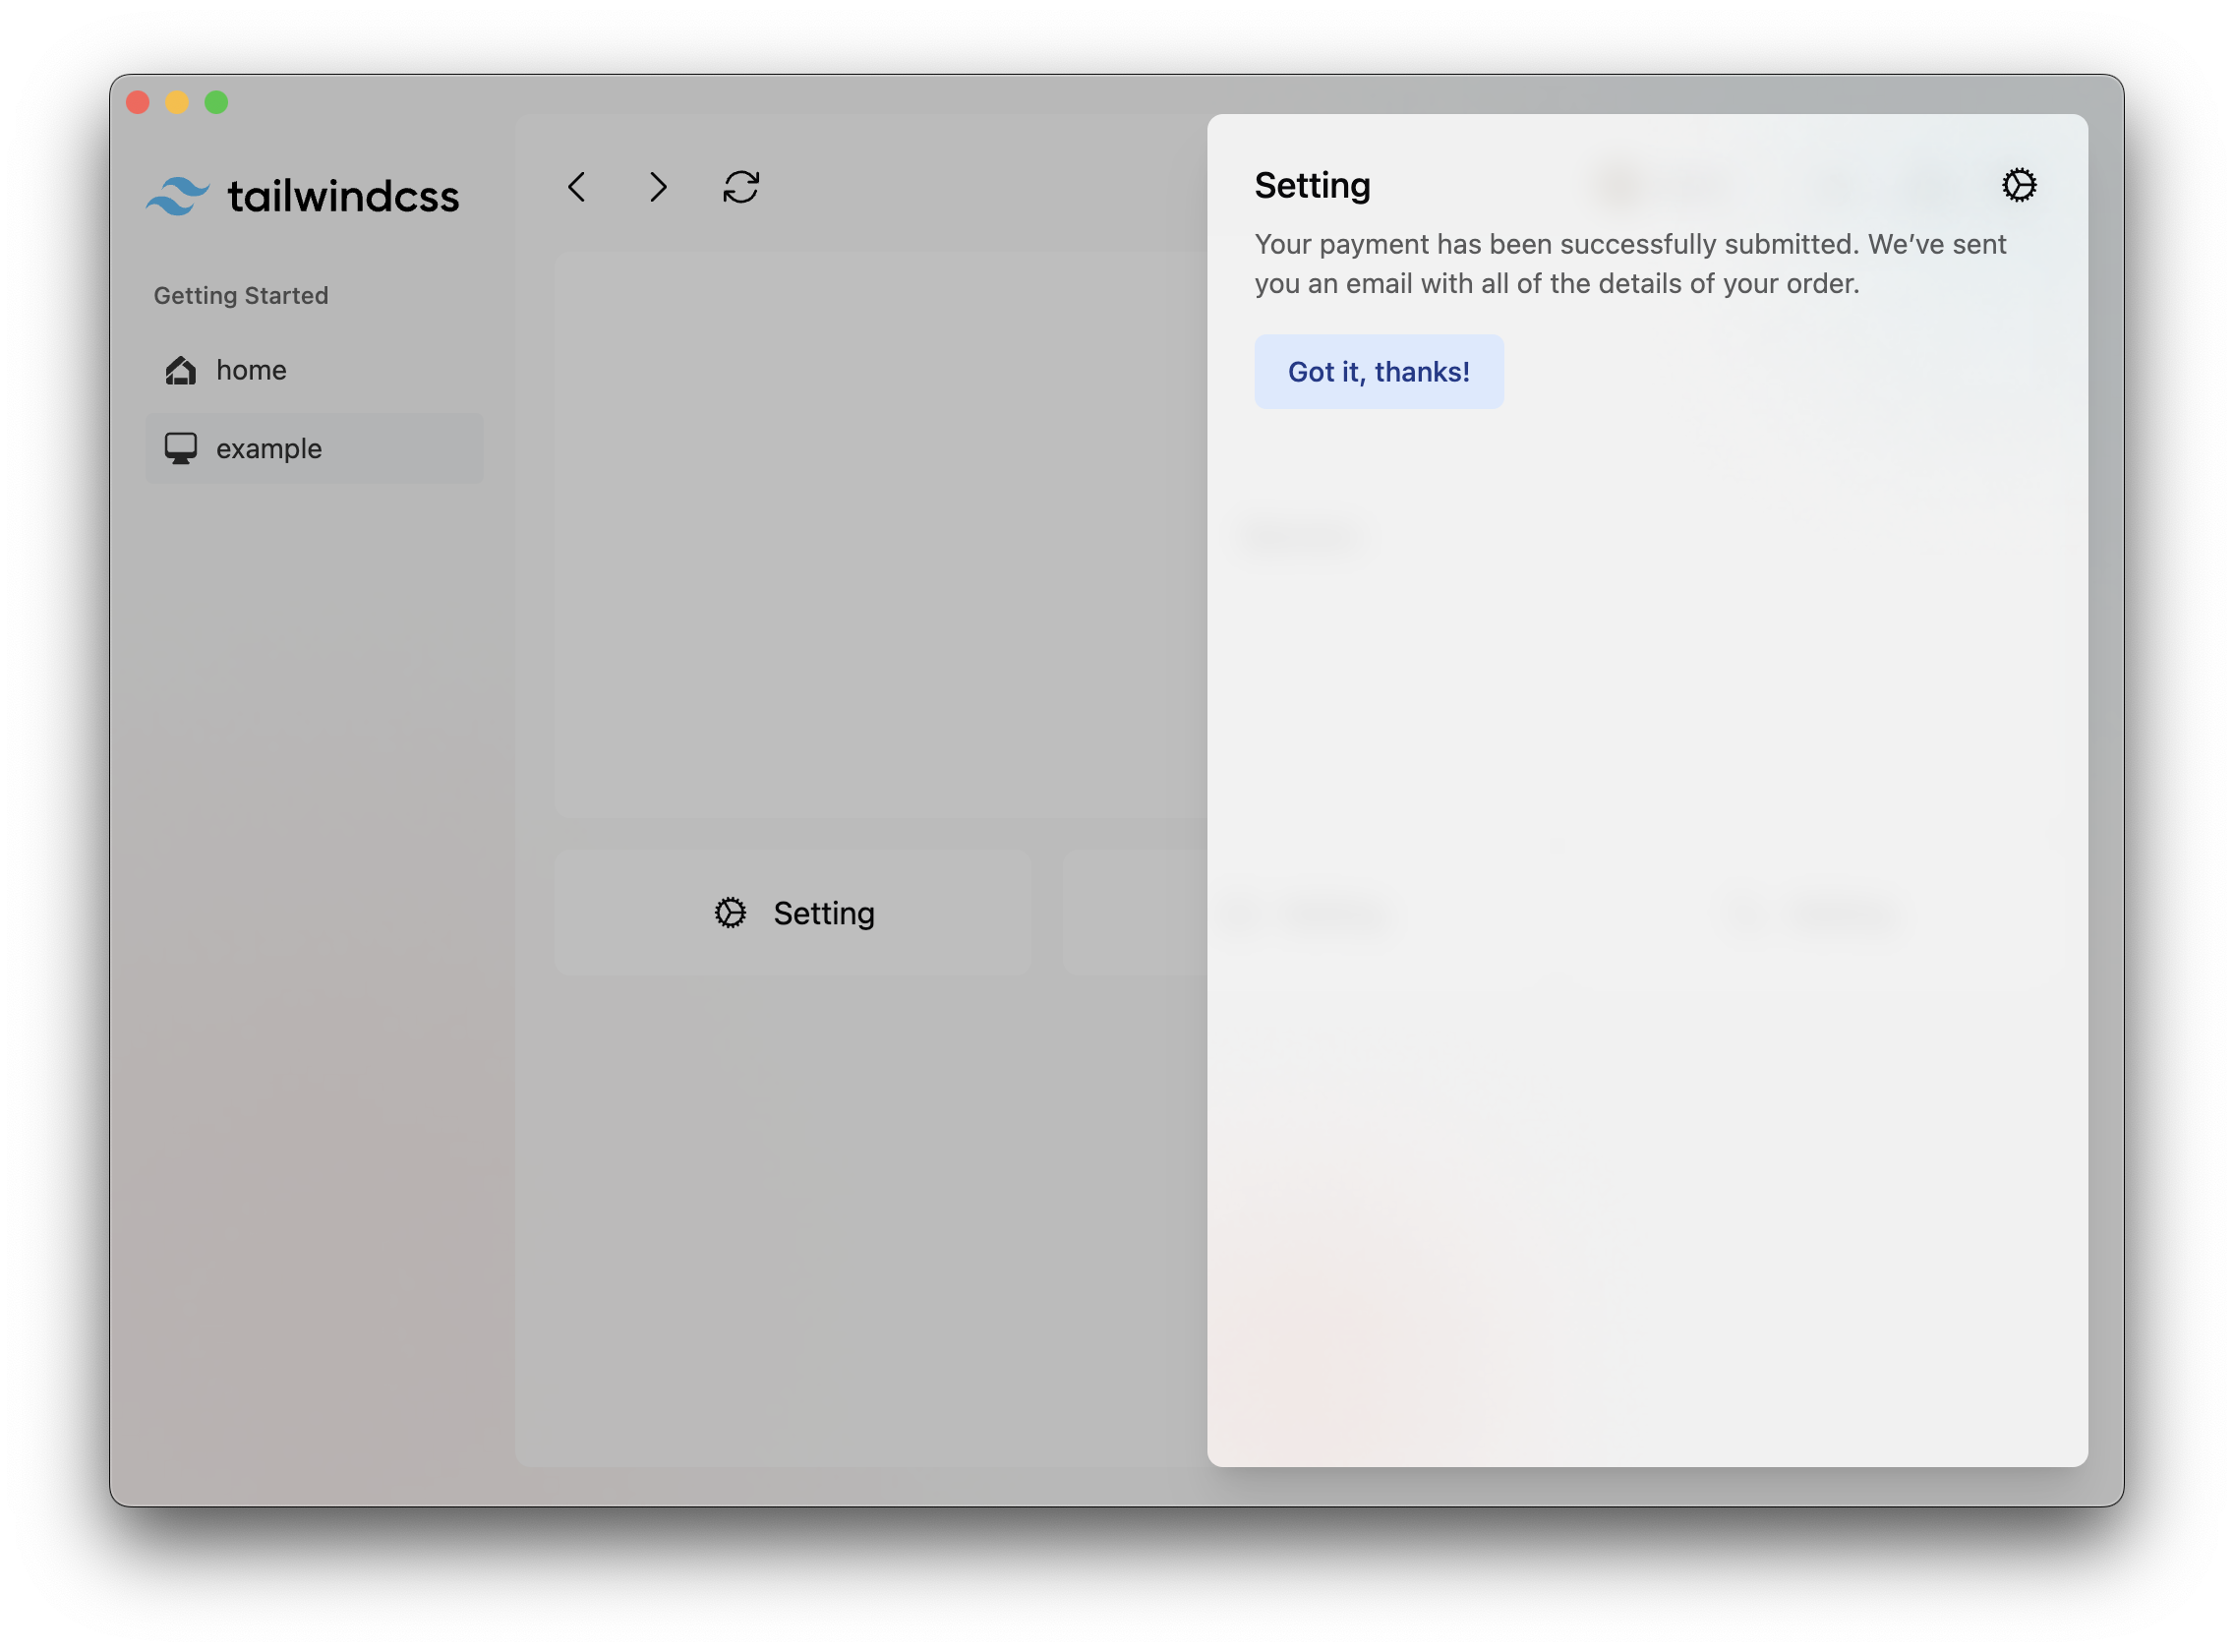 tailwindcss
Getting Started
home
example
Setting
Setting
Your payment has been successfully submitted. We’ve sent
you an email with all of the details of your order.
Got it, thanks!